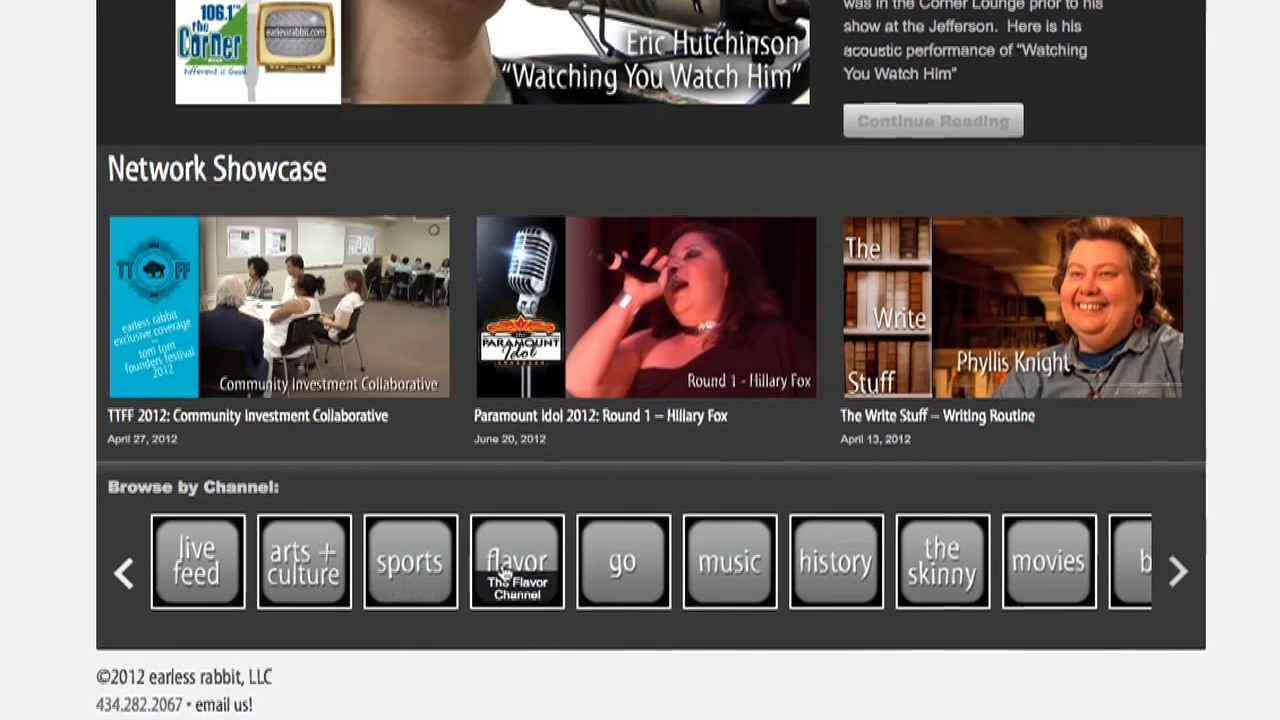 106.1
the
Corner
Different is Good
earlessrabbit.com
Eric Hutchinson
"Watching You Watch Him"
was in the Corner Lounge prior to his
show at the Jefferson. Here is his
acoustic performance of "Watching
You Watch Him"
Continue Reading
Network Showcase
TT FF
earless rabbit
exclusive coverage
tom tom
founders festival
2012
Community Investment Collaborative
the
PARAMOUNT
Idol
Round 1 - Hillary Fox
The
Write
Stuff
Phyllis Knight
TTFF 2012: Community Investment Collaborative
April 27, 2012
Paramount Idol 2012: Round 1 – Hillary Fox
June 20, 2012
The Write Stuff – Writing Routine
April 13, 2012
Browse by Channel:
live
feed
arts +
culture
sports
flavor
The Flavor
Channel
go
music
history
the
skinny
movies
b
©2012 earless rabbit, LLC
434.282.2067 • email us!